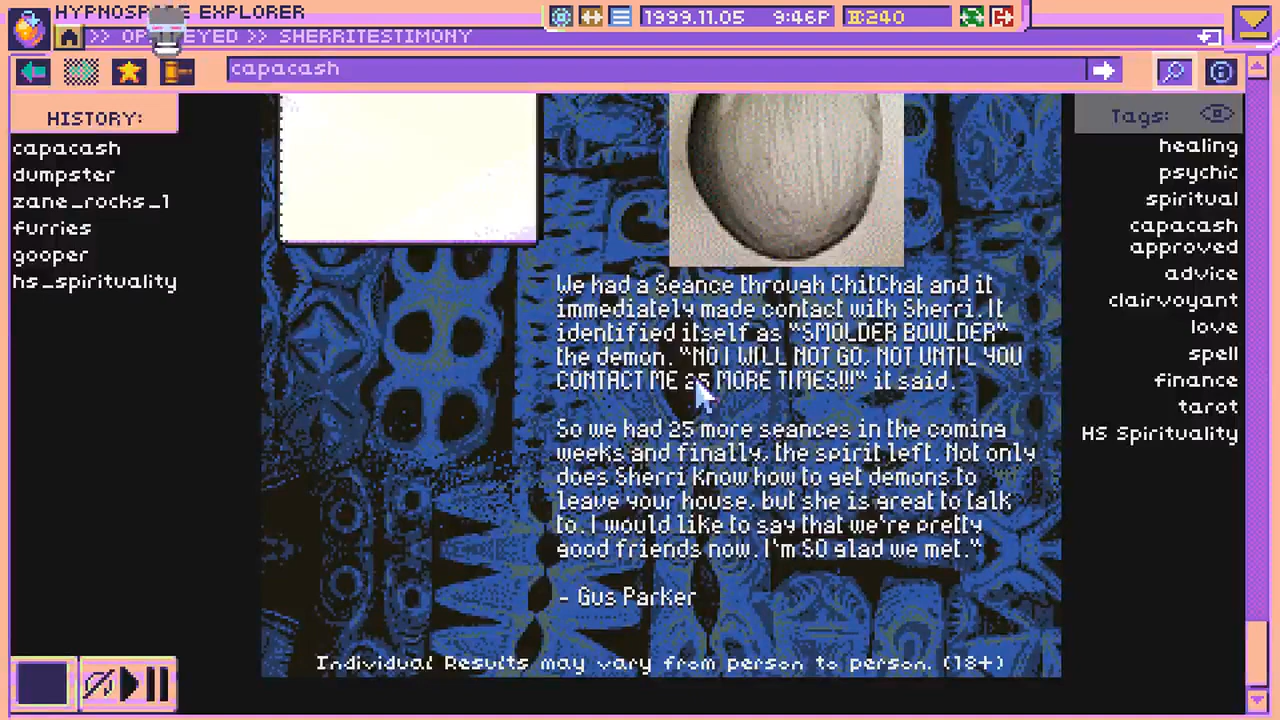 HYPNOSPACE EXPLORER
1999.11.05 9:46P 240
EYED >> SHERRITESTIMONY
capacash
HISTORY:
capacash
dumpster
zane_rocks_1
furries
gooper
hs_spirituality
We had a Seance through ChitChat and it
immediately made contact with Sherri. It
identified itself as "SMOLDER BOULDER"
the demon. "NO I WILL NOT GO, NOT UNTIL YOU
CONTACT ME 25 MORE TIMES!!!" it said.
So we had 25 more seances in the coming
weeks and finally, the spirit left. Not only
does Sherri know how to get demons to
leave your house, but she is great to talk
to. I would like to say that we're pretty
good friends now. I'm SO glad we met."
- Gus Parker
Individual Results may vary from person to person. (18+)
Tags:
healing
psychic
spiritual
capacash
approved
advice
clairvoyant
love
spell
finance
tarot
HS Spirituality